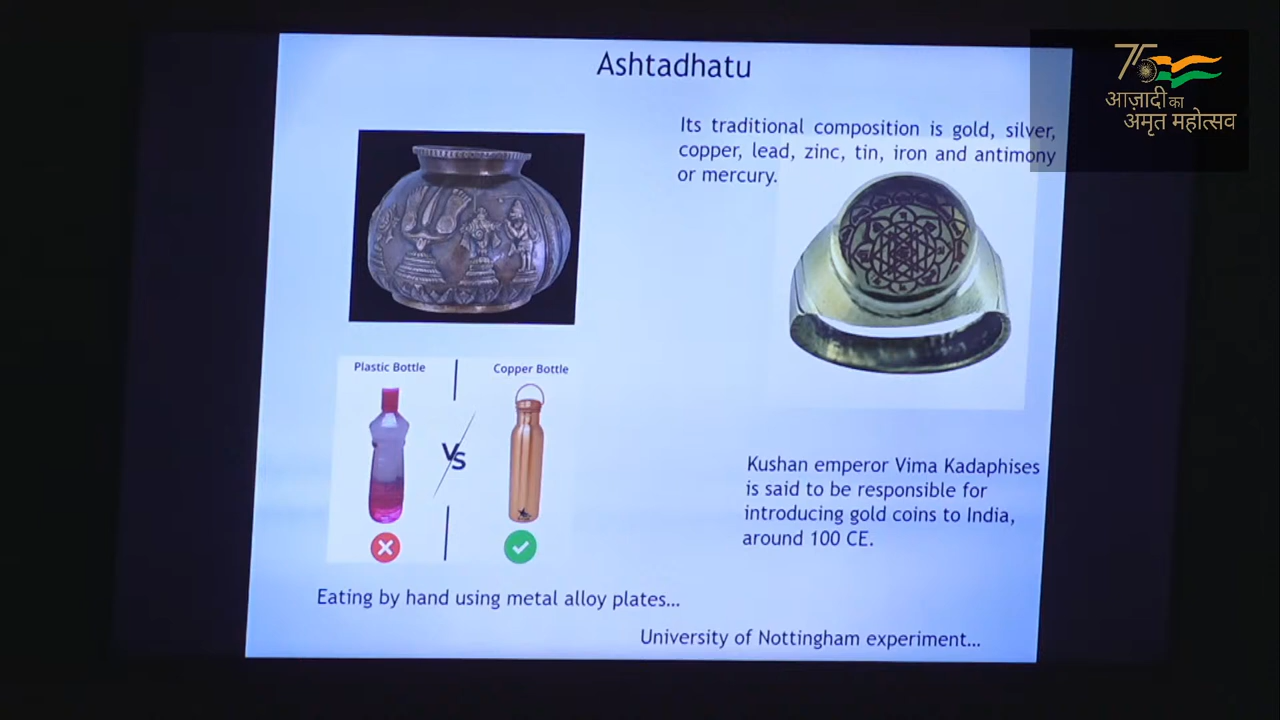 Ashtadhatu
75
आज़ादी का
अमृत महोत्सव
Its traditional composition is gold, silver,
copper, lead, zinc, tin, iron and antimony
or mercury.
Plastic Bottle
Copper Bottle
VS
Kushan emperor Vima Kadaphises
is said to be responsible for
introducing gold coins to India,
around 100 CE.
Eating by hand using metal alloy plates...
University of Nottingham experiment...